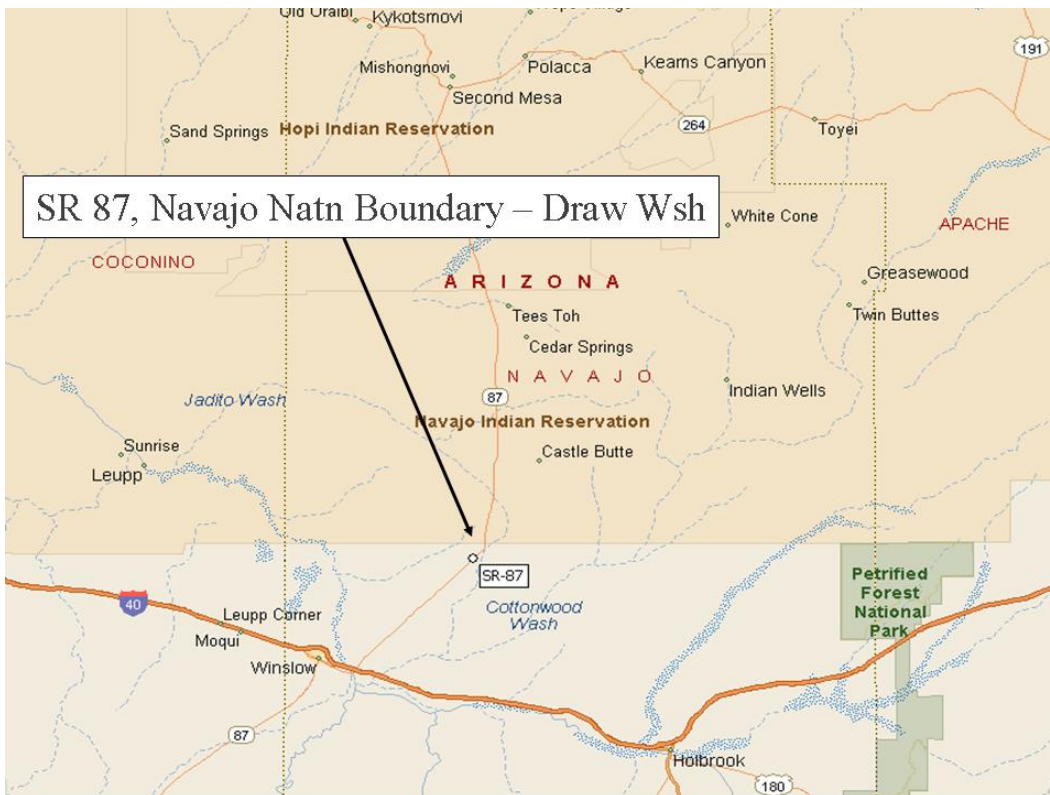 Old Oraibi
Kykotsmovi
191
Mishongnovi
Polacca
Keams Canyon
Second Mesa
264
Toyei
Sand Springs
Hopi Indian Reservation
SR 87, Navajo Natn Boundary – Draw Wsh
White Cone
APACHE
COCONINO
Greasewood
ARIZONA
Tees Toh
Twin Buttes
Cedar Springs
NAVAJO
Indian Wells
87
Jadito Wash
Navajo Indian Reservation
Sunrise
Castle Butte
Leupp
SR-87
Petrified
Forest
National
Park
40
Leupp Corner
Cottonwood
Wash
Moqui
Winslow
87
Holbrook
180